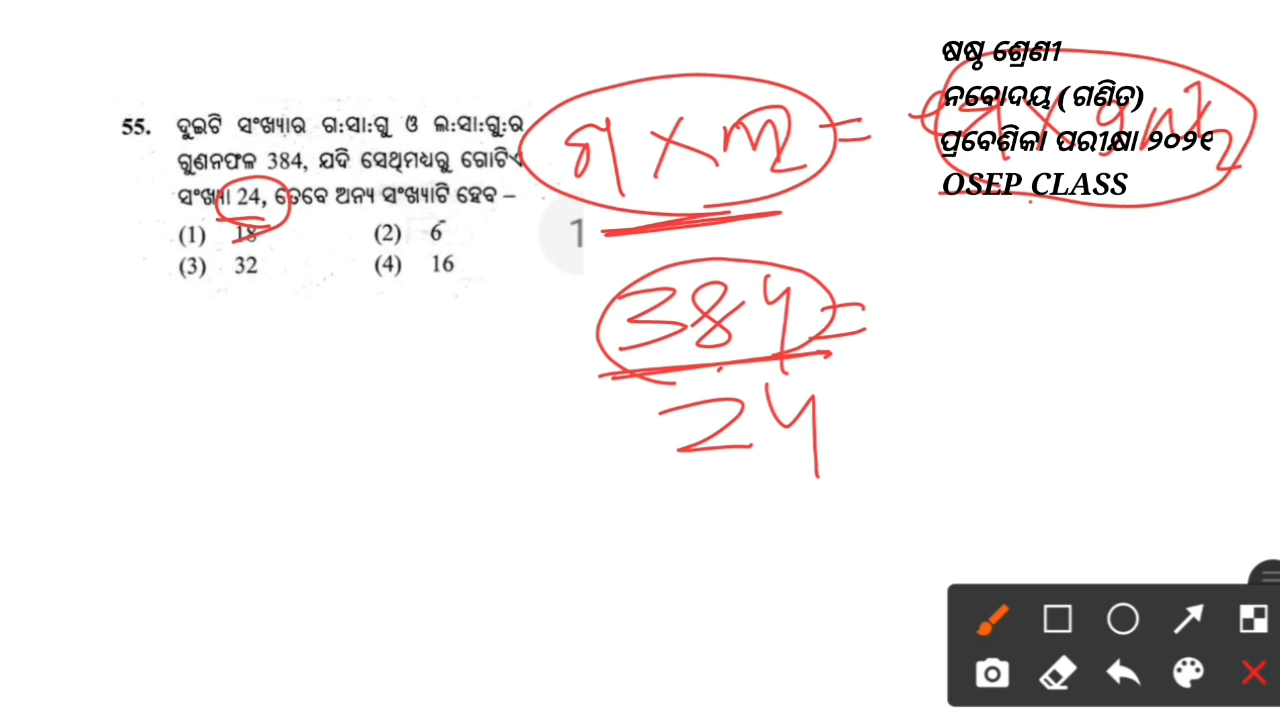 ଷଷ୍ଠ ଶ୍ରେଣୀ
ନବୋଦୟ (ଗଣିତ)
ପ୍ରବେଶିକା ପରୀକ୍ଷା ୨୦୨୧
OSEP CLASS
55. ଦୁଇଟି ସଂଖ୍ୟାର ଗ:ସା:ଗୁ ଓ ଲ:ସା:ଗୁ:ର
ଗୁଣନଫଳ 384, ଯଦି ସେଥିମଧ୍ୟରୁ ଗୋଟିଏ
ସଂଖ୍ୟା 24, ତେବେ ଅନ୍ୟ ସଂଖ୍ୟାଟି ହେବ –
(1) 18 (2) 6
(3) 32 (4) 16
1
384 =
24